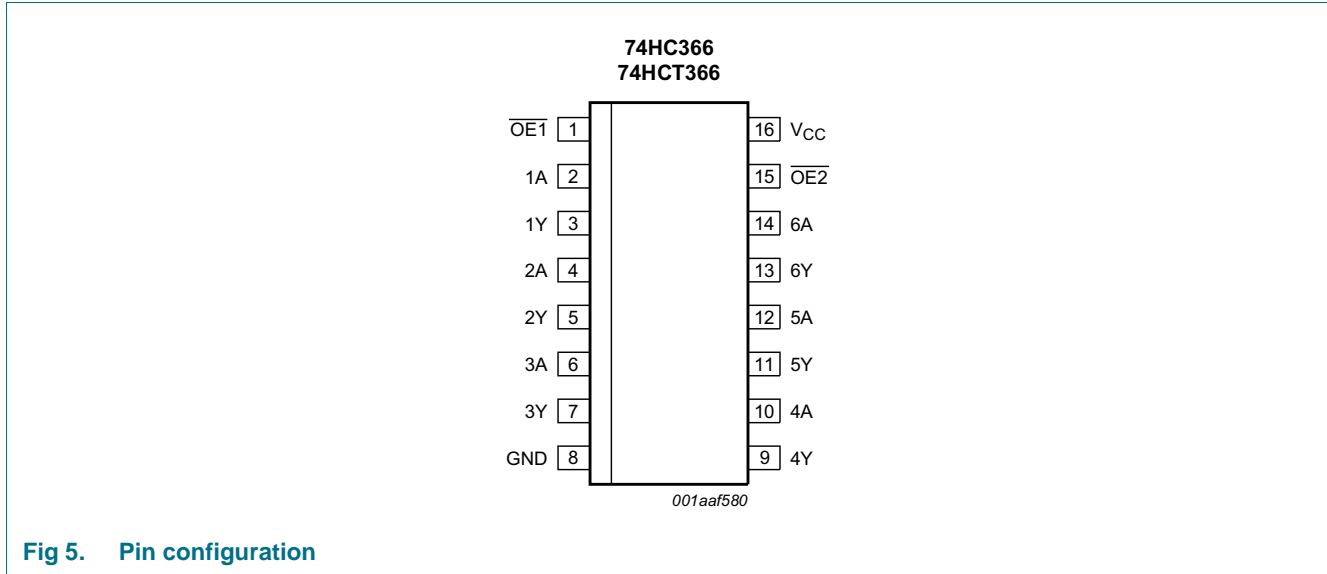 74HC366
74HCT366
OE1 1 16 VCC
1A 2 15 OE2
1Y 3 14 6A
2A 4 13 6Y
2Y 5 12 5A
3A 6 11 5Y
3Y 7 10 4A
GND 8 9 4Y
001aaf580
Fig 5. Pin configuration